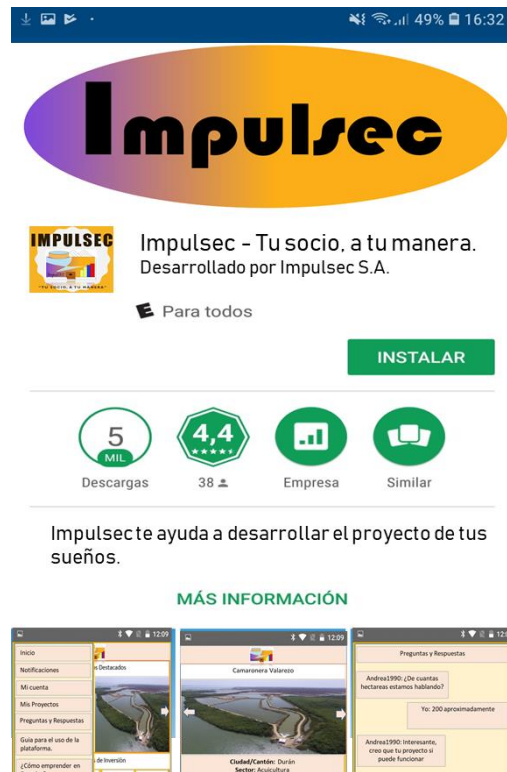 49% 16:32
Impulsec
IMPULSEC
"TU SOCIO, A TU MANERA"
Impulsec - Tu socio, a tu manera.
Desarrollado por Impulsec S.A.
E Para todos
INSTALAR
5
MIL
4,4
Descargas
38
Empresa
Similar
Impulsec te ayuda a desarrollar el proyecto de tus
sueños.
MÁS INFORMACIÓN
12:09
Inicio
Notificaciones
Mi cuenta
Mis Proyectos
Preguntas y Respuestas
Guia para el uso de la
plataforma.
¿Cómo emprender en
s Destacados
de Inversión
12:09
Camaronera Valarezo
Ciudad/Cantón: Durán
Sector: Acuicultura
Preguntas y Respuestas
Andrea1990: ¿De cuantas
hectareas estamos hablando?
Yo: 200 aproximadamente
Andrea1990: Interesante,
creo que tu proyecto si
puede funcionar